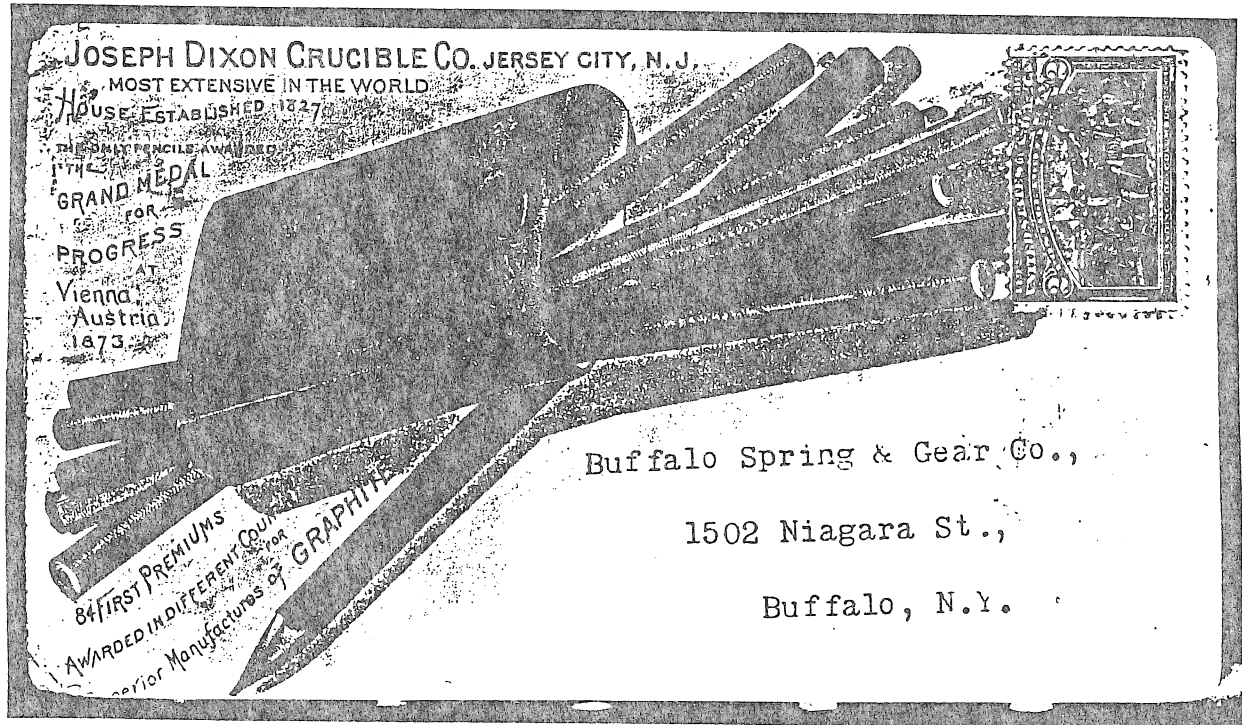 JOSEPH DIXON CRUCIBLE CO. JERSEY CITY, N.J.
MOST EXTENSIVE IN THE WORLD
HOUSE ESTABLISHED 1827
THE ONLY PENCILS AWARDED
THE
GRAND MEDAL
FOR
PROGRESS
AT
Vienna,
Austria,
1873.
84 FIRST PREMIUMS
AWARDED IN DIFFERENT COUN
FOR
Superior Manufactures of GRAPHITE
Buffalo Spring & Gear Co.,
1502 Niagara St.,
Buffalo, N.Y.